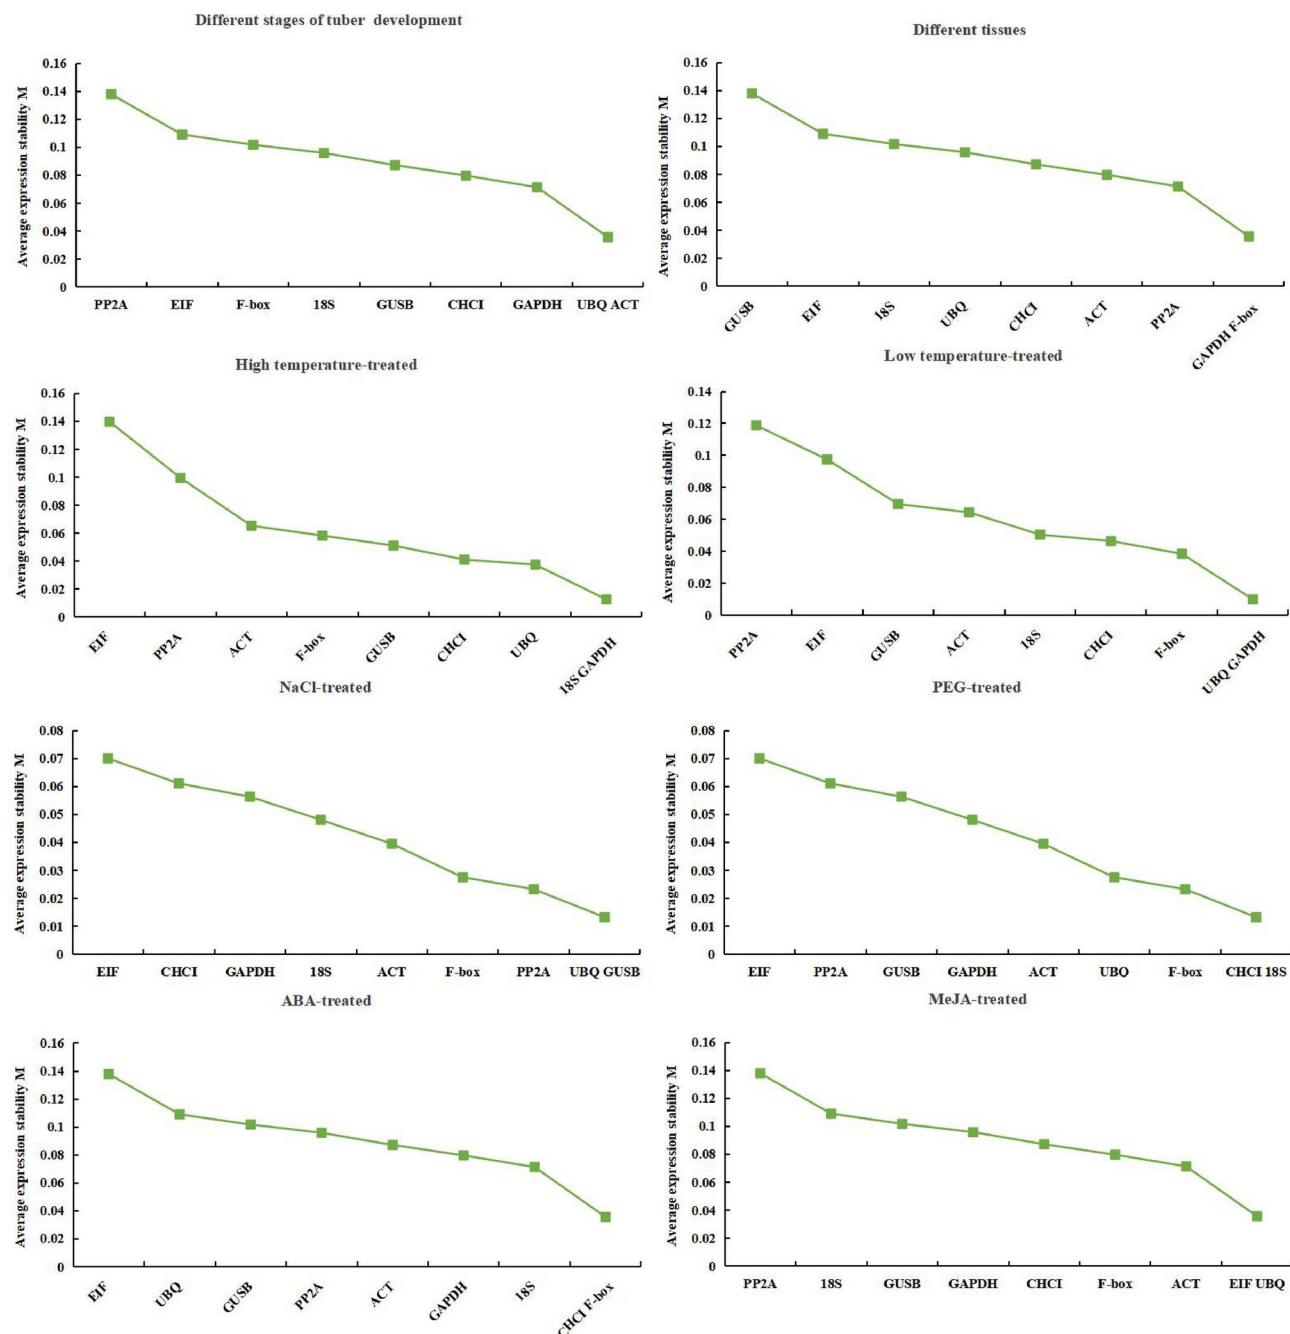 Different stages of tuber development
Average expression stability M
0.16
0.14
0.12
0.1
0.08
0.06
0.04
0.02
0
PP2A EIF F-box 18S GUSB CHCI GAPDH UBQ ACT
Different tissues
Average expression stability M
0.16
0.14
0.12
0.1
0.08
0.06
0.04
0.02
0
GUSB EIF 18S UBQ CHCI ACT PP2A GAPDH F-box
High temperature-treated
Average expression stability M
0.16
0.14
0.12
0.1
0.08
0.06
0.04
0.02
0
EIF PP2A ACT F-box GUSB CHCI UBQ 18S GAPDH
Low temperature-treated
Average expression stability M
0.14
0.12
0.1
0.08
0.06
0.04
0.02
0
PP2A EIF GUSB ACT 18S CHCI F-box UBQ GAPDH
NaCl-treated
Average expression stability M
0.08
0.07
0.06
0.05
0.04
0.03
0.02
0.01
0
EIF CHCI GAPDH 18S ACT F-box PP2A UBQ GUSB
PEG-treated
Average expression stability M
0.08
0.07
0.06
0.05
0.04
0.03
0.02
0.01
0
EIF PP2A GUSB GAPDH ACT UBQ F-box CHCI 18S
ABA-treated
Average expression stability M
0.16
0.14
0.12
0.1
0.08
0.06
0.04
0.02
0
EIF UBQ GUSB PP2A ACT GAPDH 18S CHCI F-box
MeJA-treated
Average expression stability M
0.16
0.14
0.12
0.1
0.08
0.06
0.04
0.02
0
PP2A 18S GUSB GAPDH CHCI F-box ACT EIF UBQ